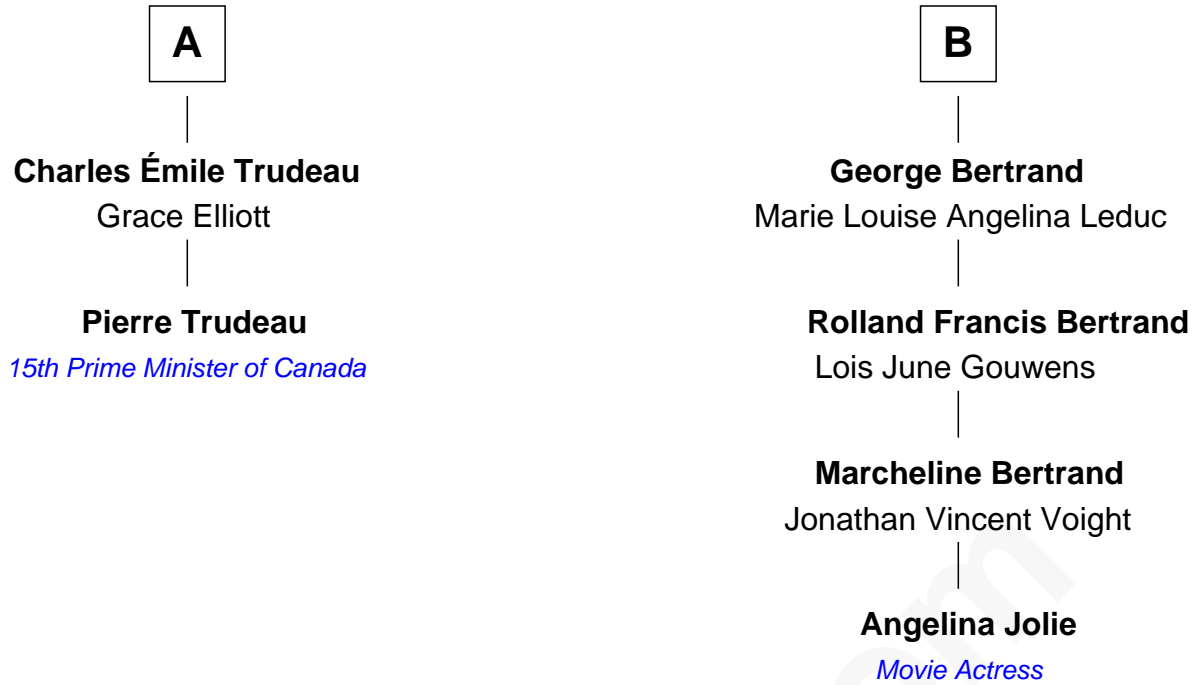 A
Charles Émile Trudeau
Grace Elliott
Pierre Trudeau
15th Prime Minister of Canada
B
George Bertrand
Marie Louise Angelina Leduc
Rolland Francis Bertrand
Lois June Gouwens
Marcheline Bertrand
Jonathan Vincent Voight
Angelina Jolie
Movie Actress